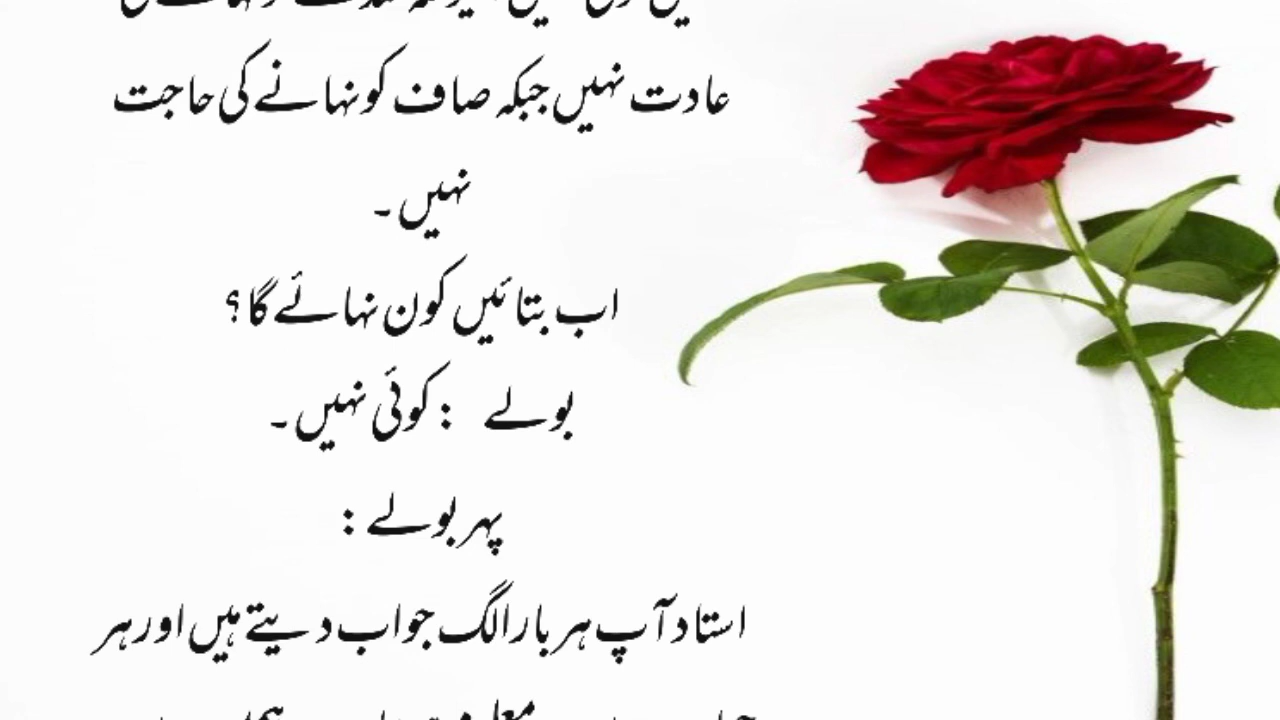 عادت نہیں جبکہ صاف کو نہانے کی حاجت
نہیں ۔
اب بتائیں کون نہائے گا ؟
بولے : کوئی نہیں ۔
پہر بولے :
استاد آپ ہر بار الگ جواب دیتے ہیں اور ہر